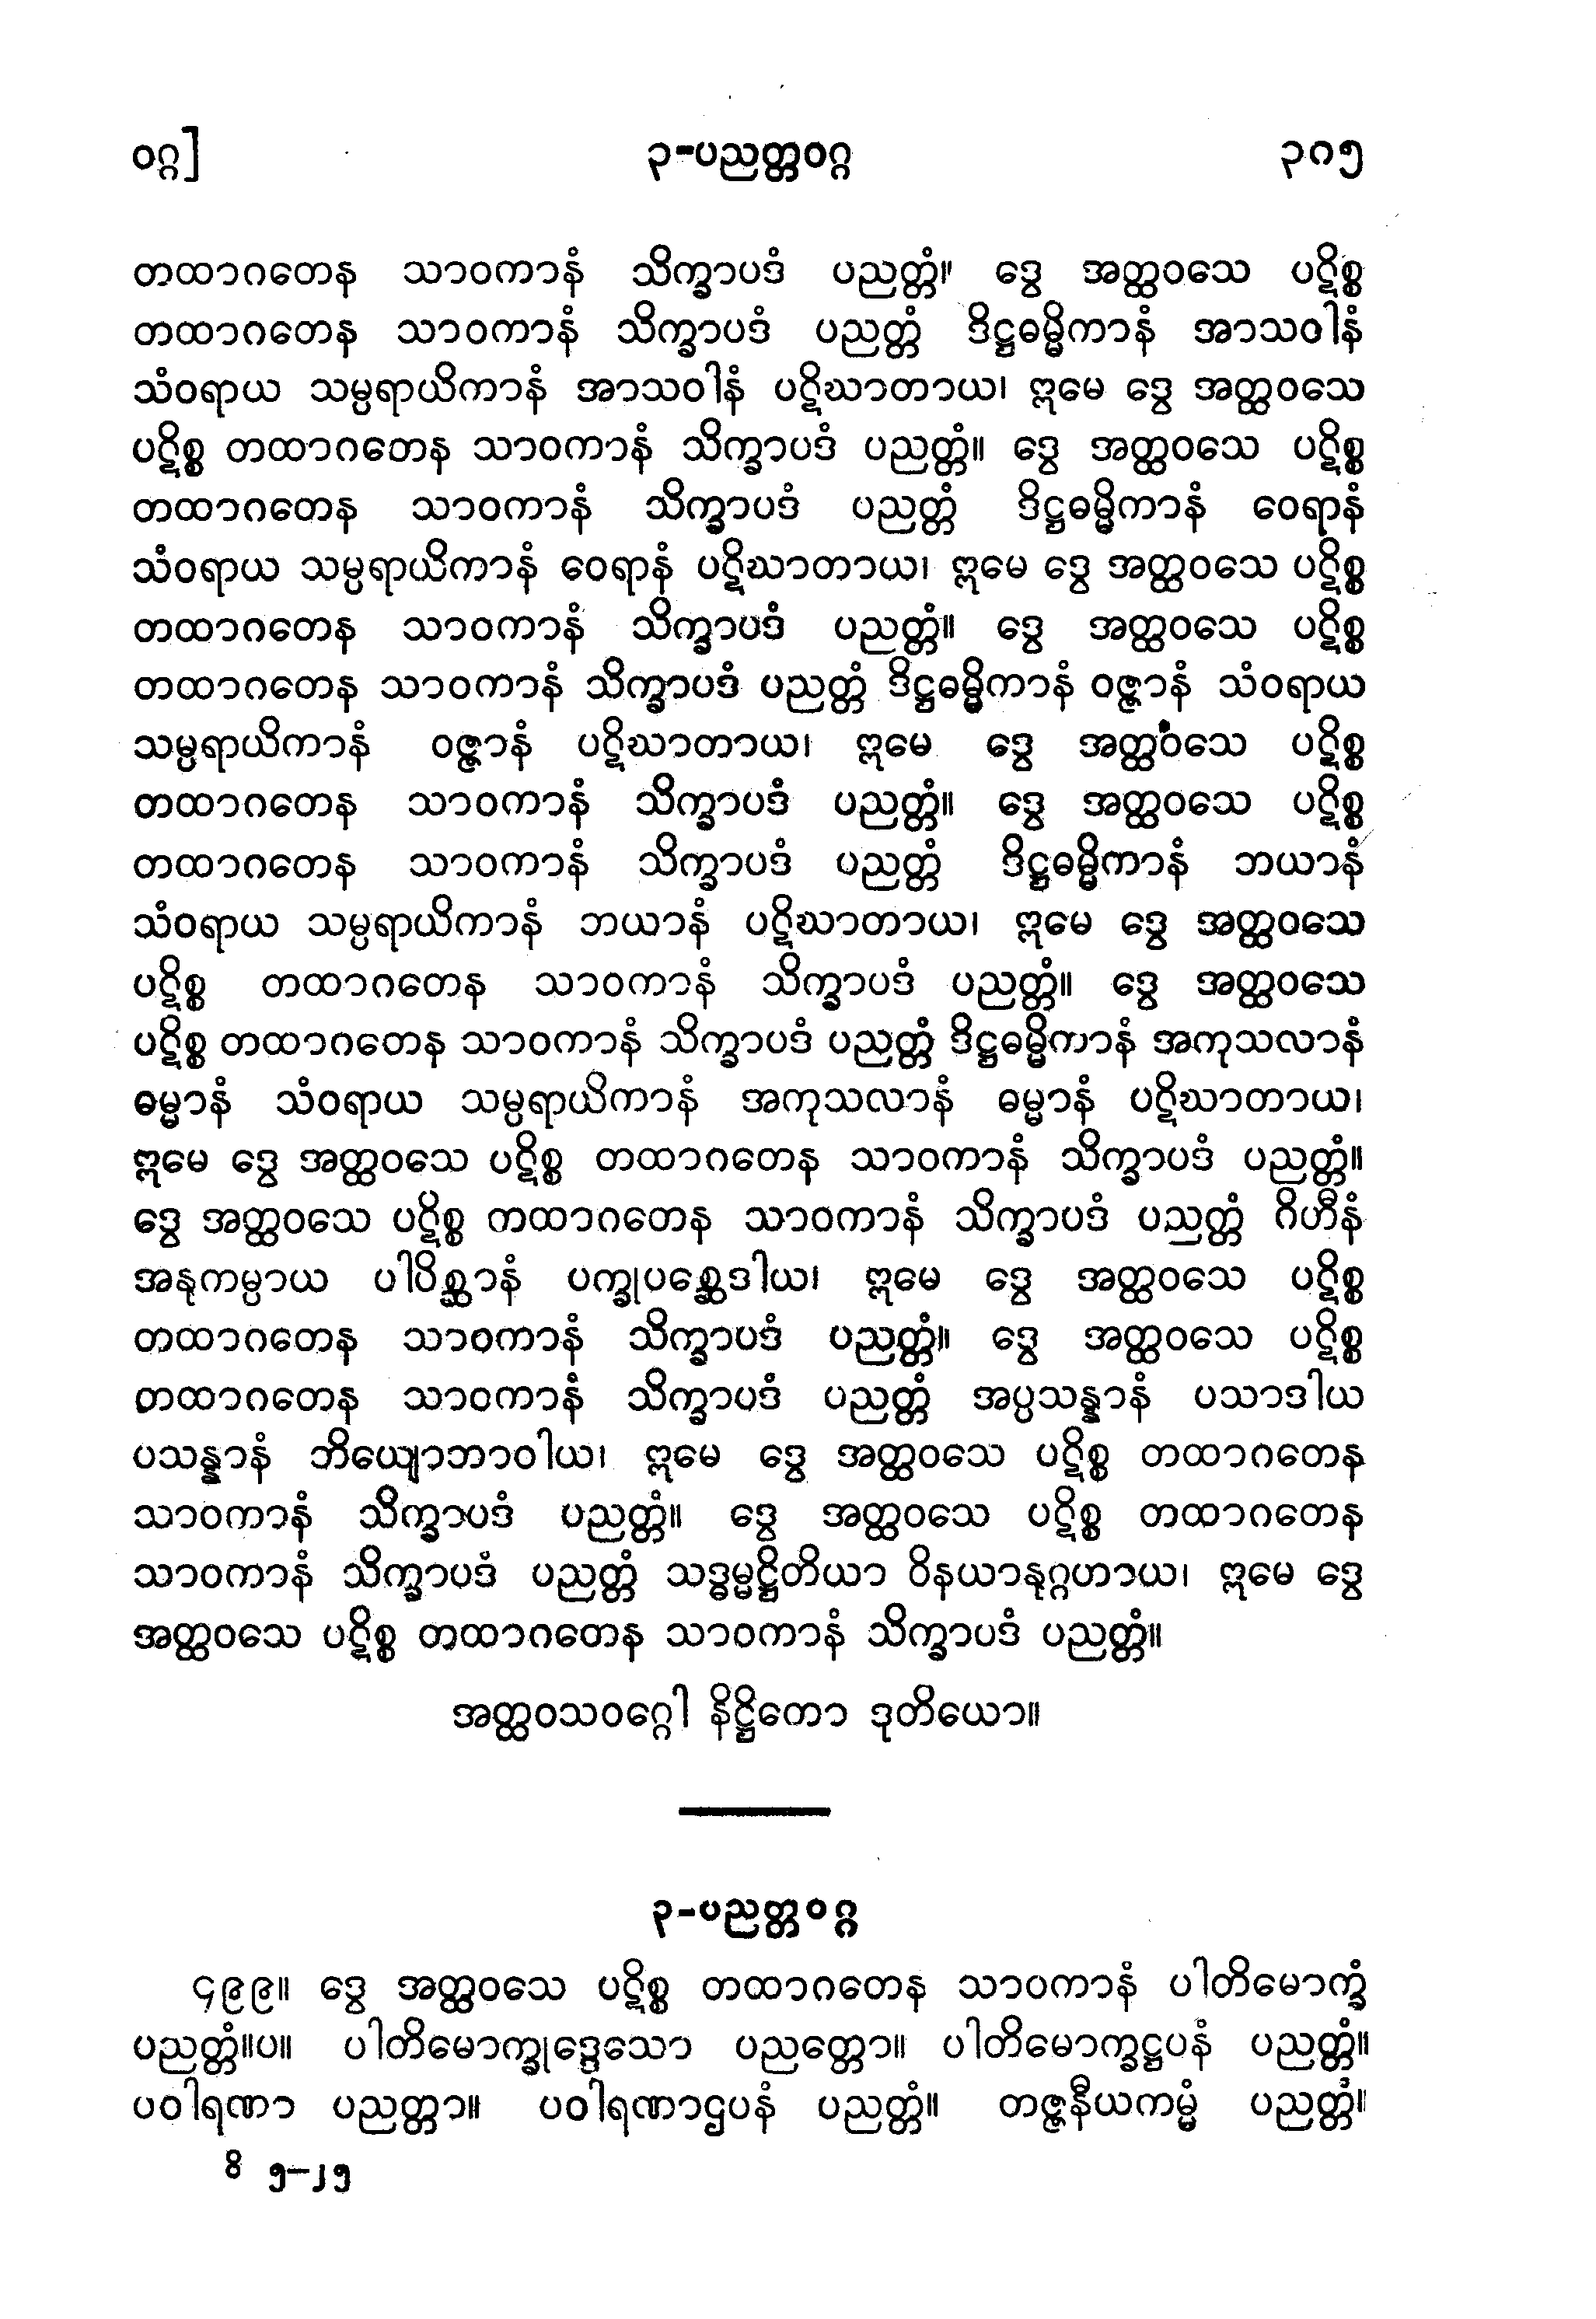 ဝဂ္ဂ] ၃-ပညတ္တဝဂ္ဂ ၃၈၅
တထာဂတေန သာဝကာနံ သိက္ခာပဒံ ပညတ္တံ။ ဒွေ အတ္ထဝသေ ပဋိစ္စ
တထာဂတေန သာဝကာနံ သိက္ခာပဒံ ပညတ္တံ ဒိဋ္ဌဓမ္မိကာနံ အာသဝါနံ
သံဝရာယ သမ္ပရာယိကာနံ အာသဝါနံ ပဋိဃာတာယ၊ ဣမေ ဒွေ အတ္ထဝသေ
ပဋိစ္စ တထာဂတေန သာဝကာနံ သိက္ခာပဒံ ပညတ္တံ။ ဒွေ အတ္ထဝသေ ပဋိစ္စ
တထာဂတေန သာဝကာနံ သိက္ခာပဒံ ပညတ္တံ ဒိဋ္ဌဓမ္မိကာနံ ဝေရာနံ
သံဝရာယ သမ္ပရာယိကာနံ ဝေရာနံ ပဋိဃာတာယ၊ ဣမေ ဒွေ အတ္ထဝသေ ပဋိစ္စ
တထာဂတေန သာဝကာနံ သိက္ခာပဒံ ပညတ္တံ။ ဒွေ အတ္ထဝသေ ပဋိစ္စ
တထာဂတေန သာဝကာနံ သိက္ခာပဒံ ပညတ္တံ ဒိဋ္ဌဓမ္မိကာနံ ဝဇ္ဇာနံ သံဝရာယ
သမ္ပရာယိကာနံ ဝဇ္ဇာနံ ပဋိဃာတာယ၊ ဣမေ ဒွေ အတ္ထဝသေ ပဋိစ္စ
တထာဂတေန သာဝကာနံ သိက္ခာပဒံ ပညတ္တံ။ ဒွေ အတ္ထဝသေ ပဋိစ္စ
တထာဂတေန သာဝကာနံ သိက္ခာပဒံ ပညတ္တံ ဒိဋ္ဌဓမ္မိကာနံ ဘယာနံ
သံဝရာယ သမ္ပရာယိကာနံ ဘယာနံ ပဋိဃာတာယ၊ ဣမေ ဒွေ အတ္ထဝသေ
ပဋိစ္စ တထာဂတေန သာဝကာနံ သိက္ခာပဒံ ပညတ္တံ။ ဒွေ အတ္ထဝသေ
ပဋိစ္စ တထာဂတေန သာဝကာနံ သိက္ခာပဒံ ပညတ္တံ ဒိဋ္ဌဓမ္မိကာနံ အကုသလာနံ
ဓမ္မာနံ သံဝရာယ သမ္ပရာယိကာနံ အကုသလာနံ ဓမ္မာနံ ပဋိဃာတာယ၊
ဣမေ ဒွေ အတ္ထဝသေ ပဋိစ္စ တထာဂတေန သာဝကာနံ သိက္ခာပဒံ ပညတ္တံ။
ဒွေ အတ္ထဝသေ ပဋိစ္စ ကထာဂတေန သာဝကာနံ သိက္ခာပဒံ ပညတ္တံ ဂိဟီနံ
အနုကမ္ပာယ ပါပိစ္ဆာနံ ပက္ခုပစ္ဆေဒါယ၊ ဣမေ ဒွေ အတ္ထဝသေ ပဋိစ္စ
တထာဂတေန သာဝကာနံ သိက္ခာပဒံ ပညတ္တံ။ ဒွေ အတ္ထဝသေ ပဋိစ္စ
တထာဂတေန သာဝကာနံ သိက္ခာပဒံ ပညတ္တံ အပ္ပသန္နာနံ ပသာဒါယ
ပသန္နာနံ ဘိယျောဘာဝါယ၊ ဣမေ ဒွေ အတ္ထဝသေ ပဋိစ္စ တထာဂတေန
သာဝကာနံ သိက္ခာပဒံ ပညတ္တံ။ ဒွေ အတ္ထဝသေ ပဋိစ္စ တထာဂတေန
သာဝကာနံ သိက္ခာပဒံ ပညတ္တံ သဒ္ဓမ္မဋ္ဌိတိယာ ဝိနယာနုဂ္ဂဟာယ၊ ဣမေ ဒွေ
အတ္ထဝသေ ပဋိစ္စ တထာဂတေန သာဝကာနံ သိက္ခာပဒံ ပညတ္တံ။
အတ္ထဝသဝဂ္ဂေါ နိဋ္ဌိတော ဒုတိယော။
၃-ပညတ္တဝဂ္ဂ
၄၉၉။ ဒွေ အတ္ထဝသေ ပဋိစ္စ တထာဂတေန သာဝကာနံ ပါတိမောက္ခံ
ပညတ္တံ။ပ။ ပါတိမောက္ခုဒ္ဒေသော ပညတ္တော။ ပါတိမောက္ခဋ္ဌပနံ ပညတ္တံ။
ပဝါရဏာ ပညတ္တာ။ ပဝါရဏာဌပနံ ပညတ္တံ။ တဇ္ဇနီယကမ္မံ ပညတ္တံ။
ဝိ ၅–၂၅